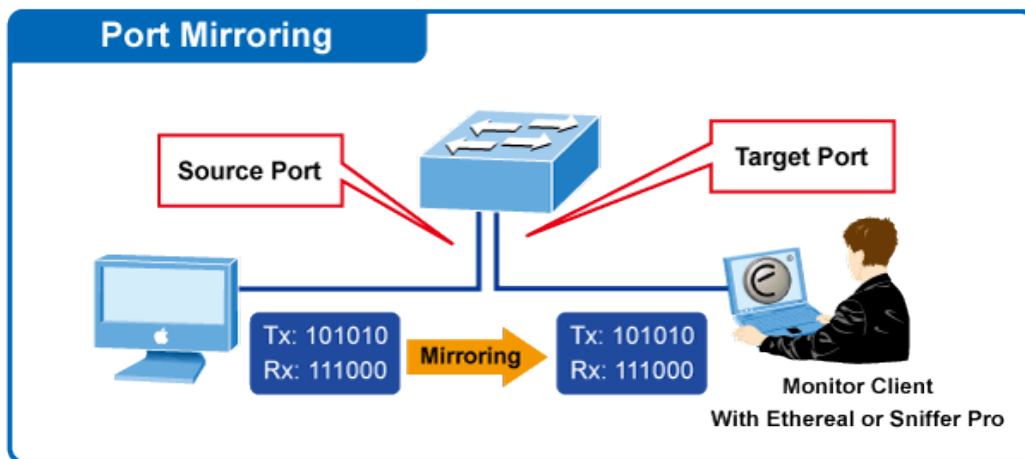 Port Mirroring
Source Port
Target Port
Tx: 101010
Rx: 111000
Mirroring
Tx: 101010
Rx: 111000
e
Monitor Client
With Ethereal or Sniffer Pro